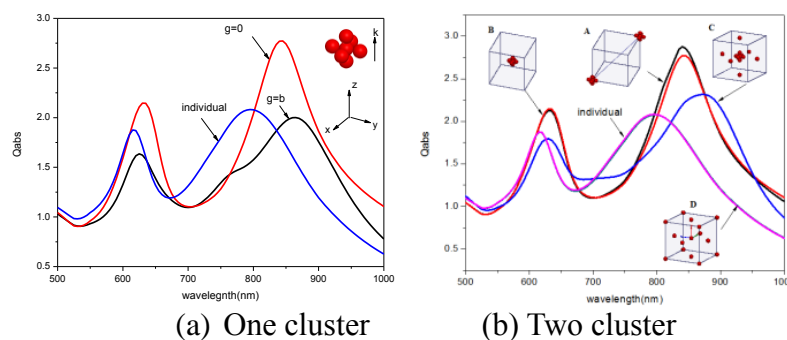 (a)
g=0
k
individual
g=b
z
x
y
Qabs
3.0
2.5
2.0
1.5
1.0
0.5
500
600
700
800
900
1000
wavelegnth(nm)
(a) One cluster
B
A
C
individual
D
Qabs
3.0
2.5
2.0
1.5
1.0
0.5
500
600
700
800
900
100
wavelength(nm)
(b) Two cluster